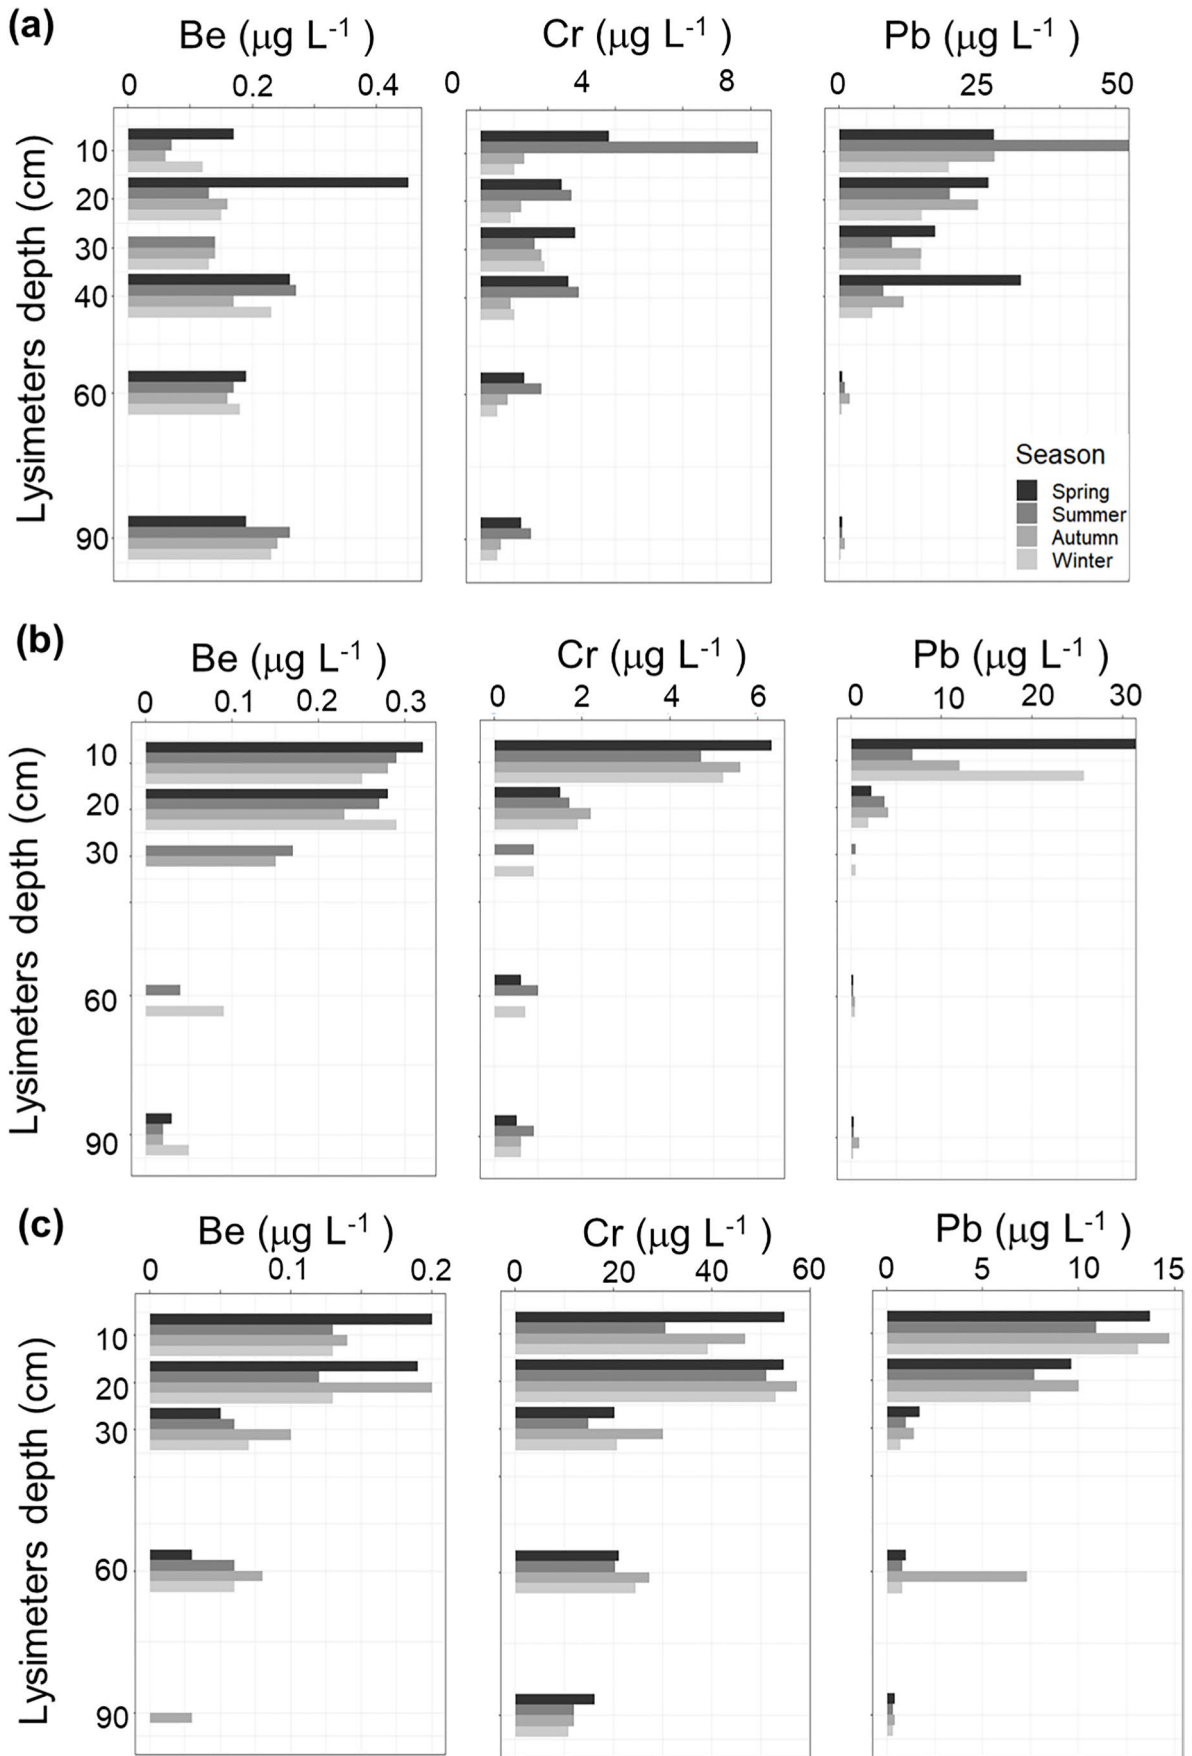 (a)
Be (μg L-1 )
Cr (μg L-1 )
Pb (μg L-1 )
0 0.2 0.4
0 4 8
0 25 50
Lysimeters depth (cm)
10
20
30
40
60
90
Season
Spring
Summer
Autumn
Winter
(b)
Be (μg L-1 )
Cr (μg L-1 )
Pb (μg L-1 )
0 0.1 0.2 0.3
0 2 4 6
0 10 20 30
Lysimeters depth (cm)
10
20
30
60
90
(c)
Be (μg L-1 )
Cr (μg L-1 )
Pb (μg L-1 )
0 0.1 0.2
0 20 40 60
0 5 10 15
Lysimeters depth (cm)
10
20
30
60
90